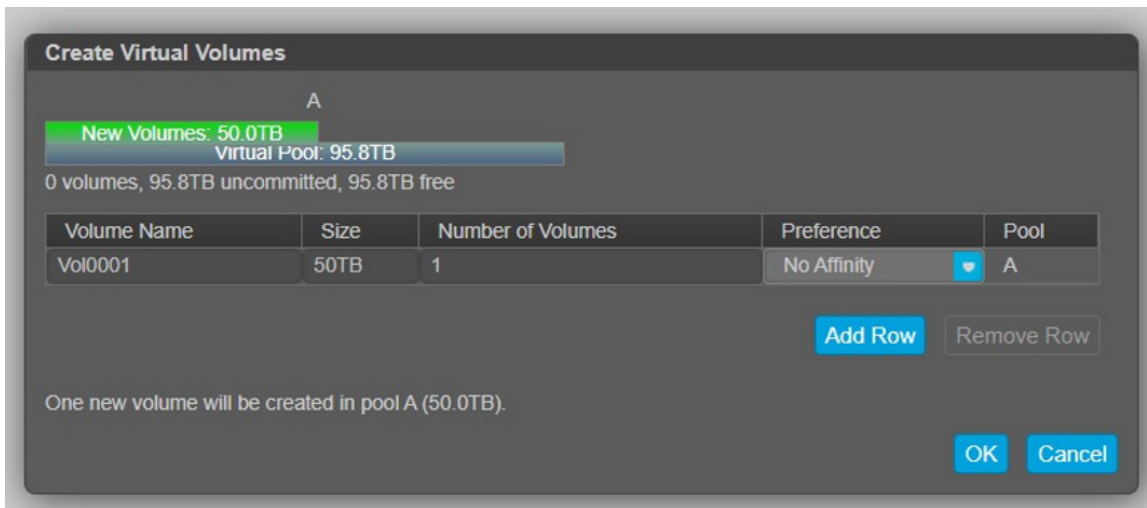 Create Virtual Volumes
A
New Volumes: 50.0TB
Virtual Pool: 95.8TB
0 volumes, 95.8TB uncommitted, 95.8TB free
Volume Name Size Number of Volumes Preference Pool
Vol0001 50TB 1 No Affinity A
Add Row Remove Row
One new volume will be created in pool A (50.0TB).
OK Cancel